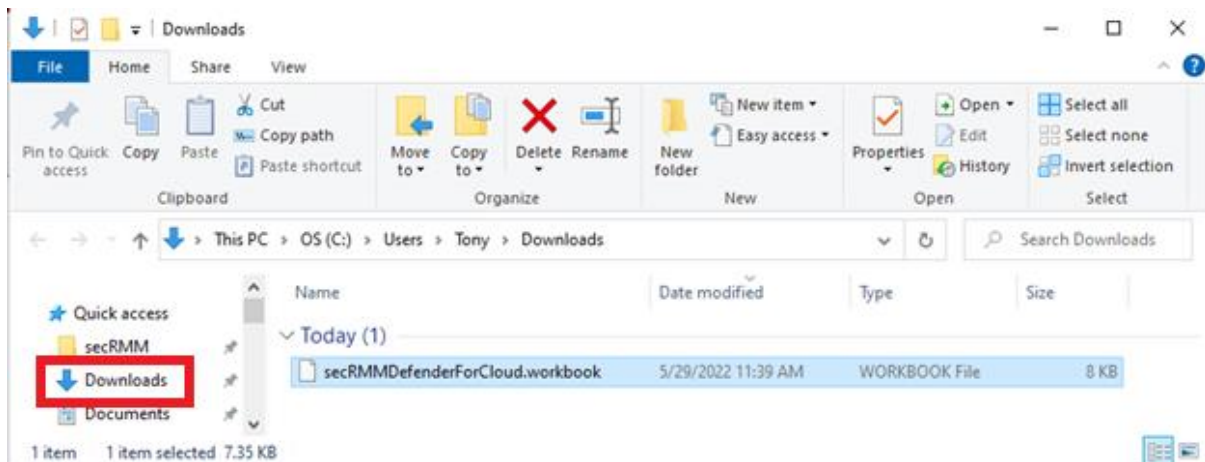 Downloads
File Home Share View
Pin to Quick access
Copy
Paste
Cut
Copy path
Paste shortcut
Clipboard
Move to
Copy to
Delete
Rename
Organize
New folder
New item
Easy access
New
Properties
Open
Edit
History
Open
Select all
Select none
Invert selection
Select
This PC > OS (C:) > Users > Tony > Downloads
Search Downloads
Quick access
secRMM
Downloads
Documents
Name Date modified Type Size
Today (1)
secRMMDefenderForCloud.workbook 5/29/2022 11:39 AM WORKBOOK File 8 KB
1 item 1 item selected 7.35 KB